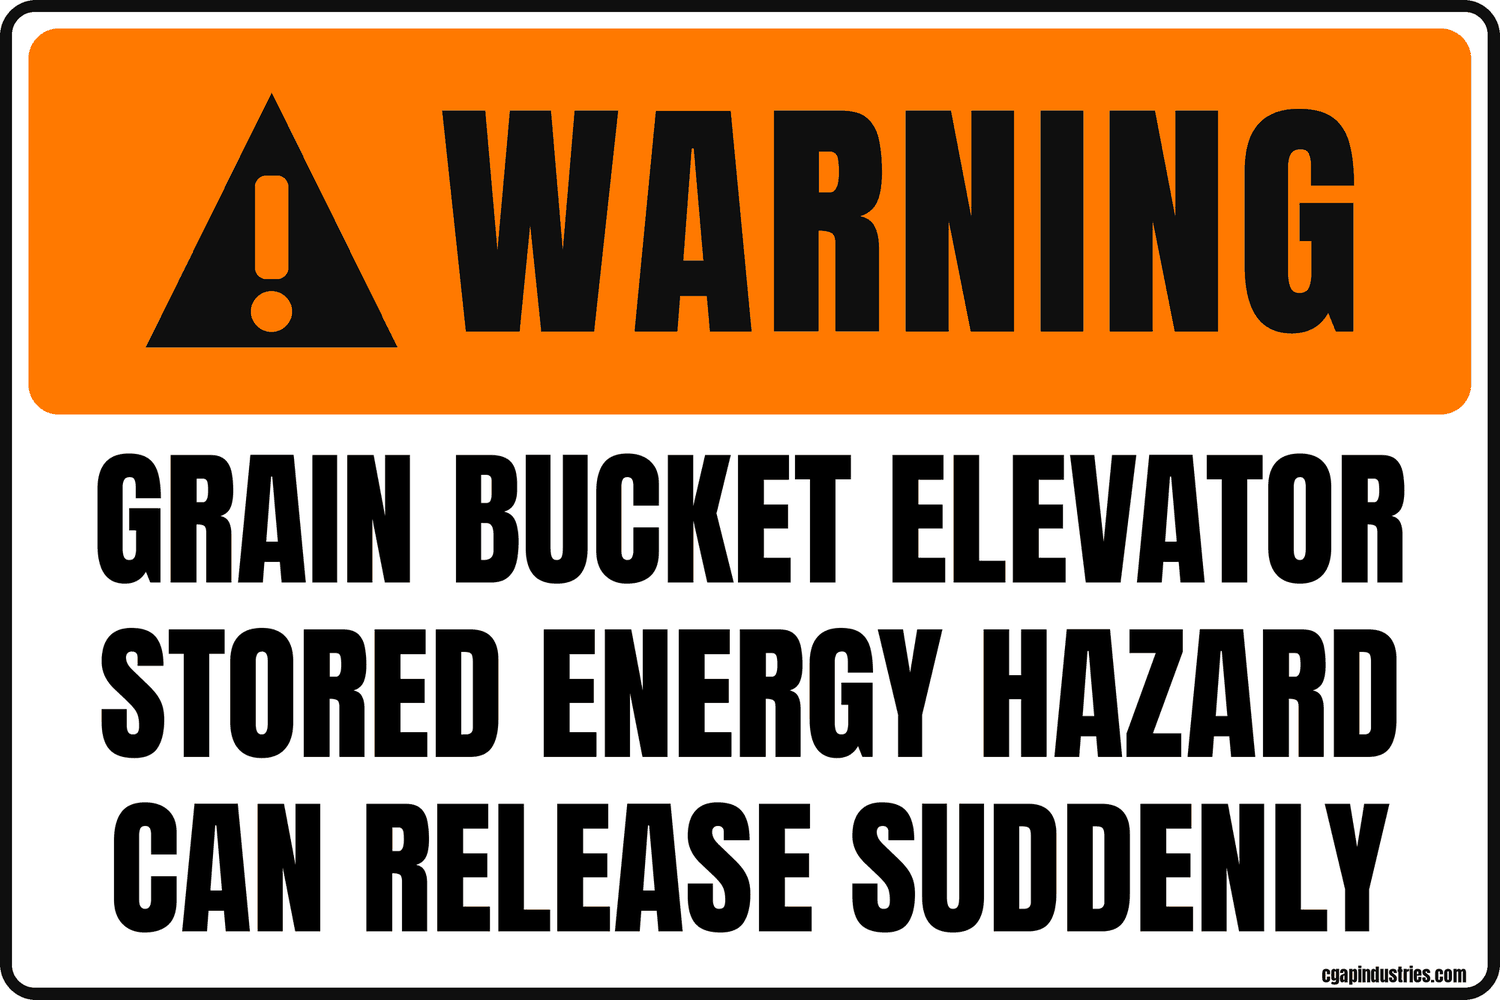 WARNING
GRAIN BUCKET ELEVATOR
STORED ENERGY HAZARD
CAN RELEASE SUDDENLY
cgapindustries.com